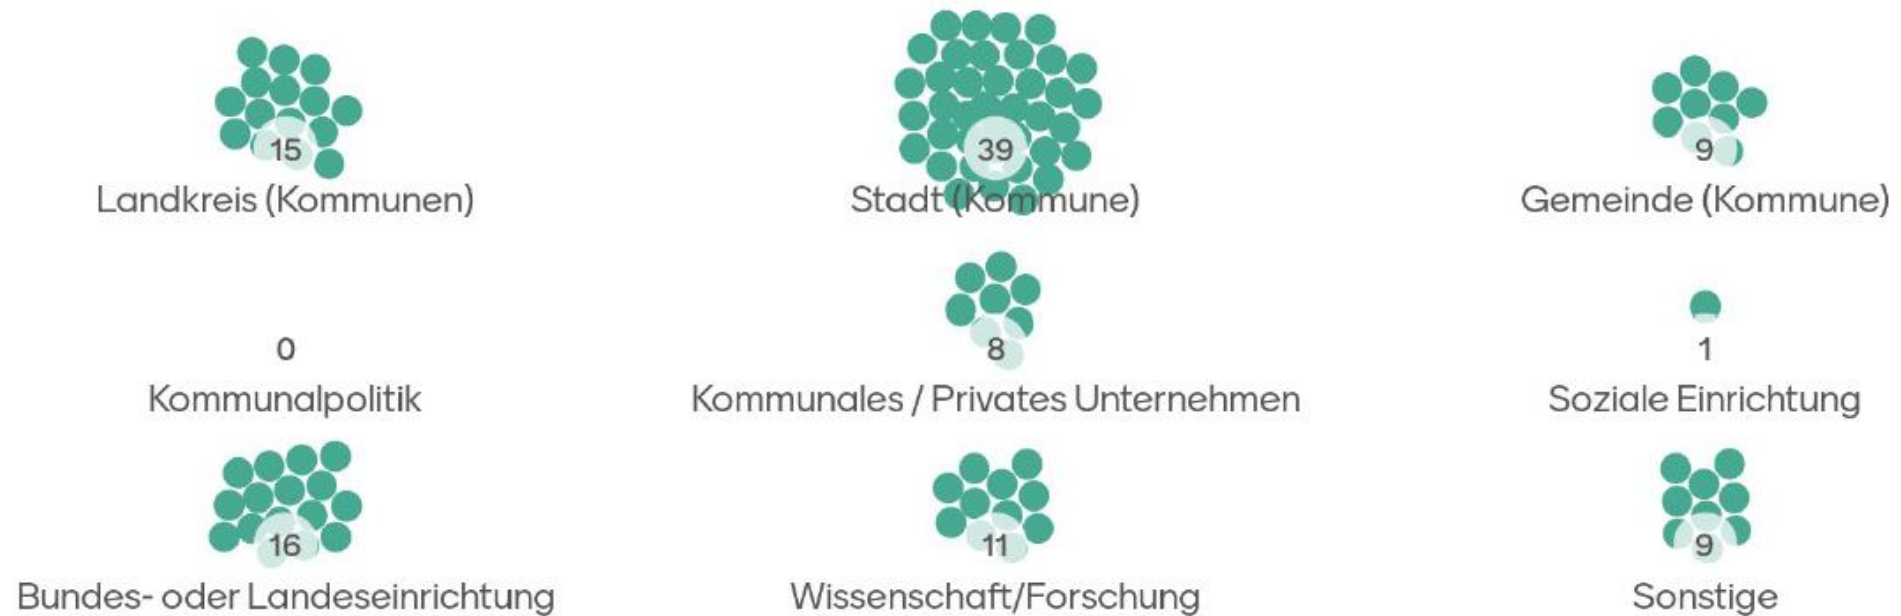 15 39 9
Landkreis (Kommunen) Stadt (Kommune) Gemeinde (Kommune)
0 8 1
Kommunalpolitik Kommunales / Privates Unternehmen Soziale Einrichtung
16 11 9
Bundes- oder Landeseinrichtung Wissenschaft/Forschung Sonstige